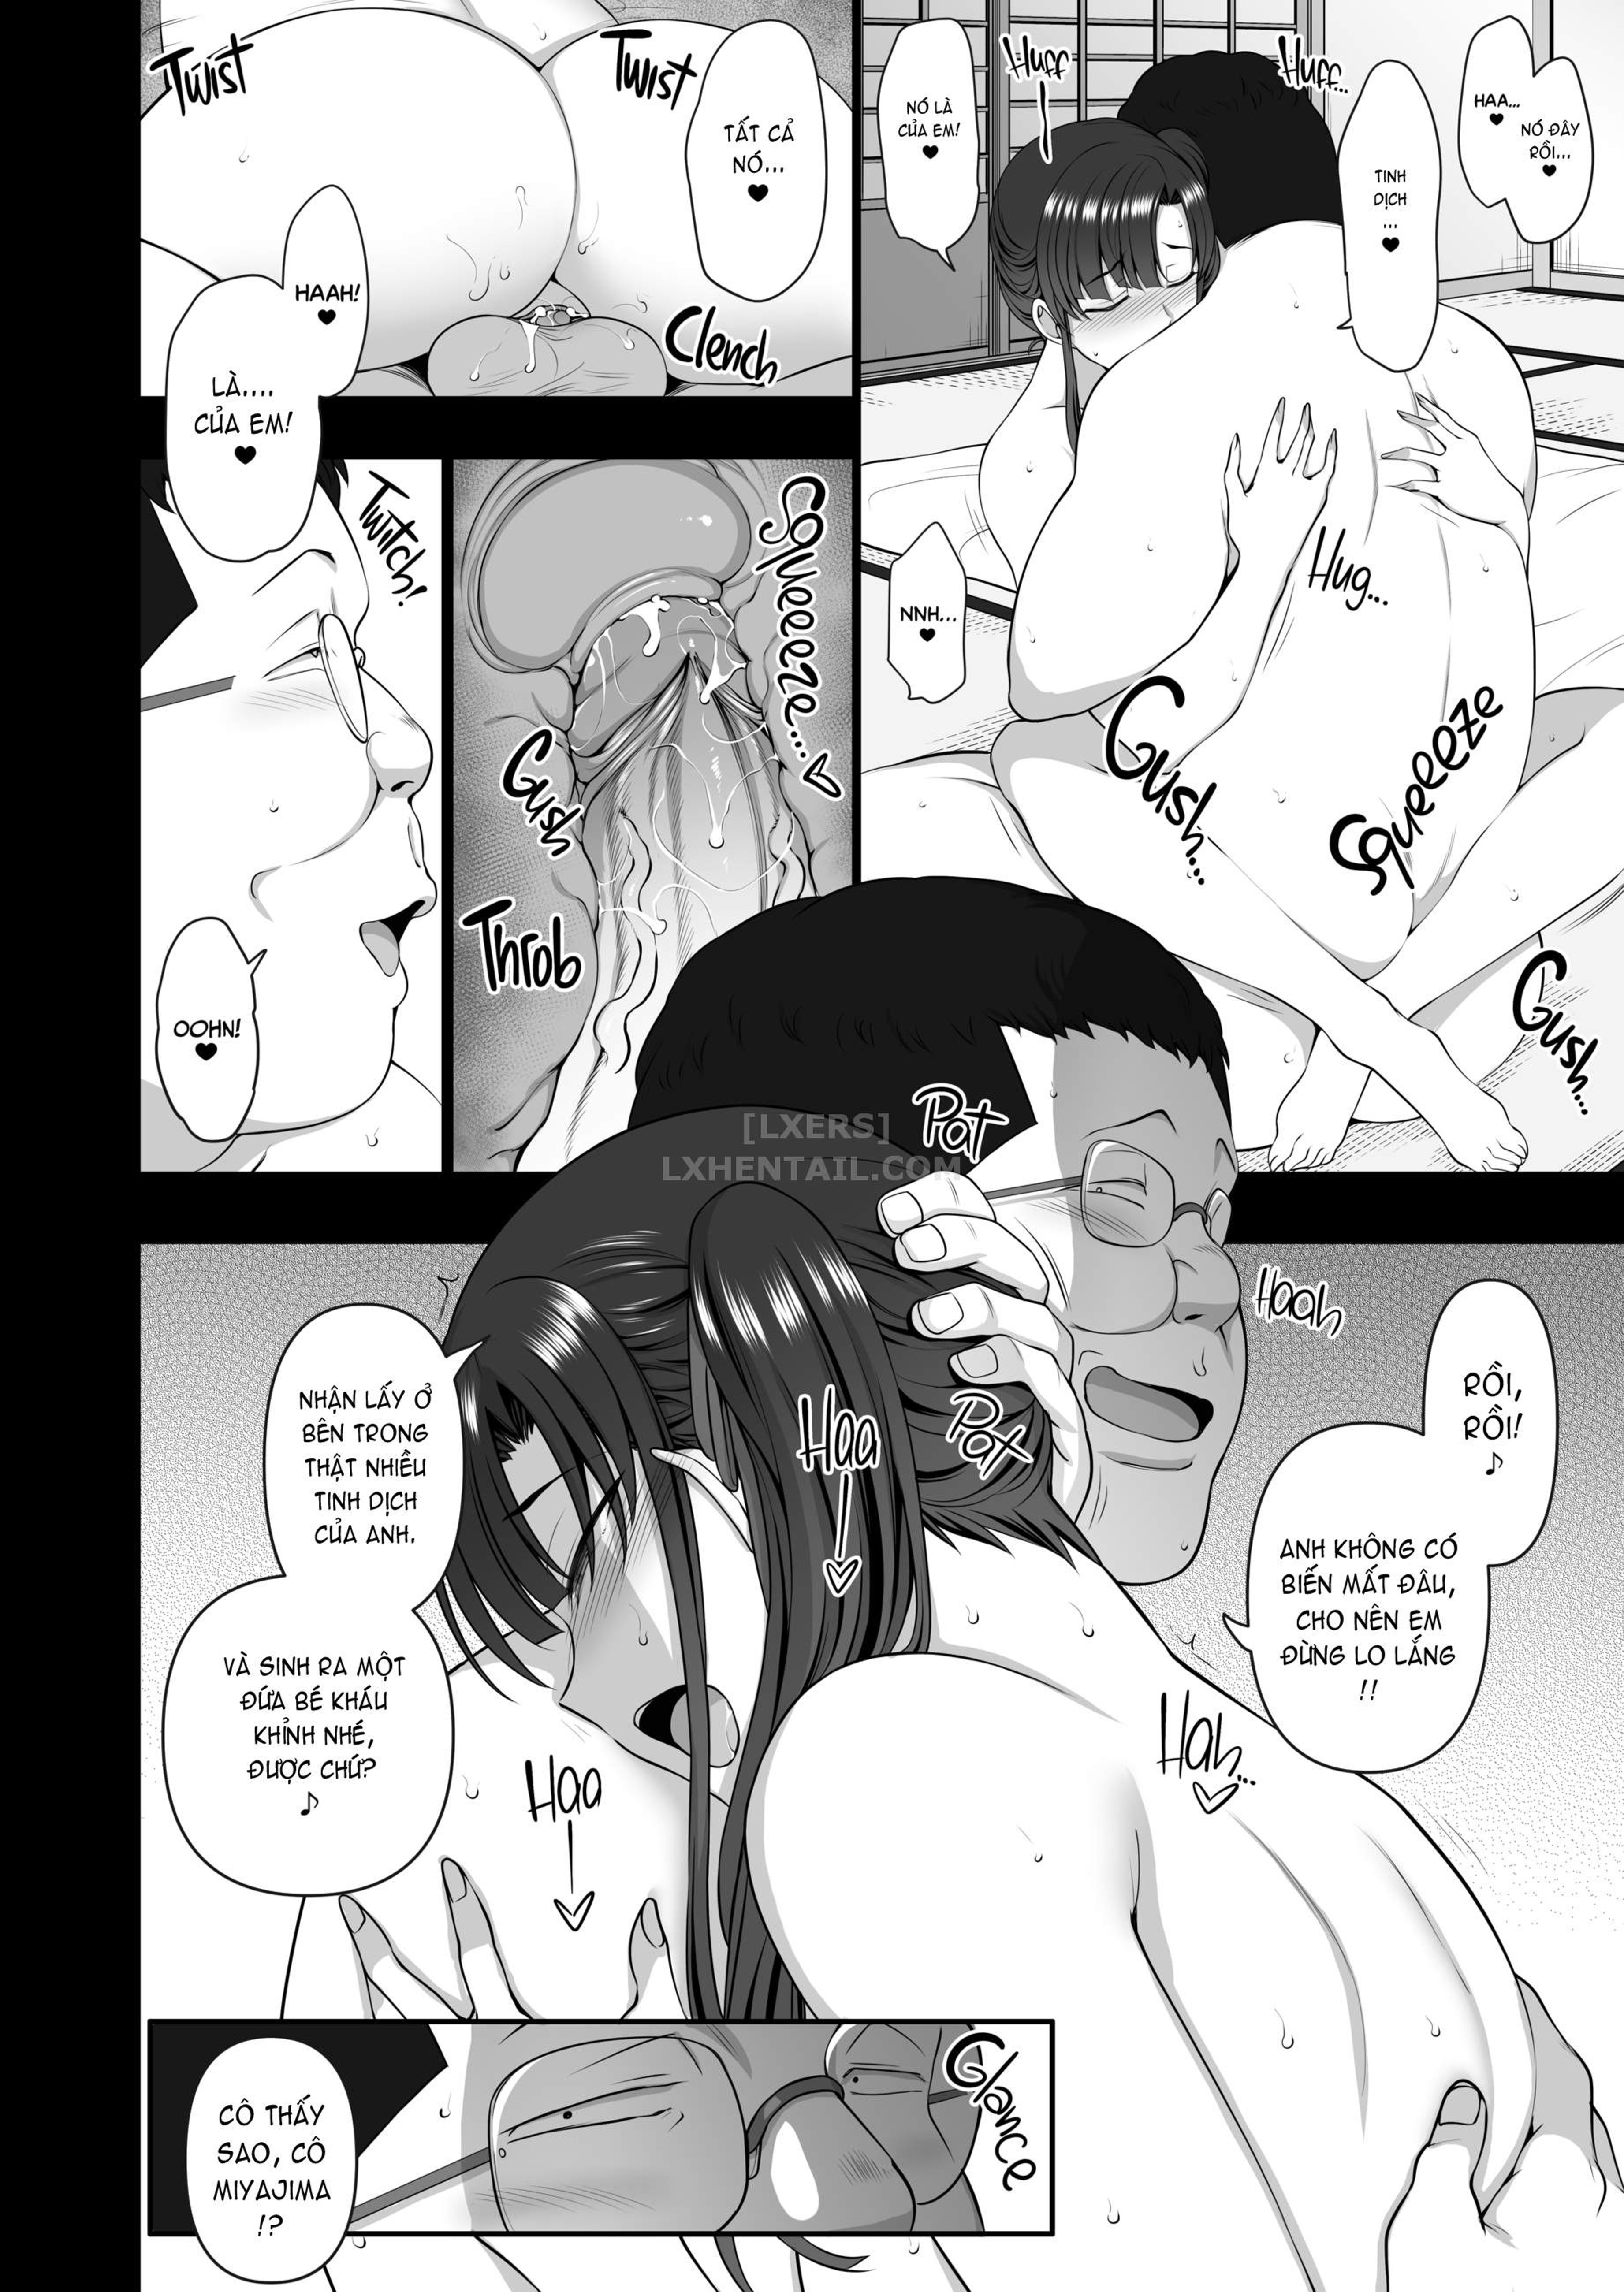 HAA...
NÓ ĐÂY
RỒI...
TINH
DỊCH
...
Huff
Huff...
NÓ LÀ
CỦA EM!
Hug...
NNH...
Gush...
Squeeeze
Gush...
Twist
Twist
TẤT CẢ
NÓ...
Clench
HAAH!
LÀ....
CỦA EM!
Squeeeze...
Gush
Throb
Twitch!
OOHN!
[LXERS]
LXHENTAIL.COM
Pat
Pat
Haah
RỒI,
RỒI!
♪
ANH KHÔNG CÓ
BIẾN MẤT ĐÂU,
CHO NÊN EM
ĐỪNG LO LẮNG
!!
Haa
Hah...
Haa
NHẬN LẤY Ở
BÊN TRONG
THẬT NHIỀU
TINH DỊCH
CỦA ANH.
VÀ SINH RA MỘT
ĐỨA BÉ KHÁU
KHỈNH NHÉ,
ĐƯỢC CHỨ?
♪
Glance
CÔ THẤY
SAO, CÔ
MIYAJIMA
!?